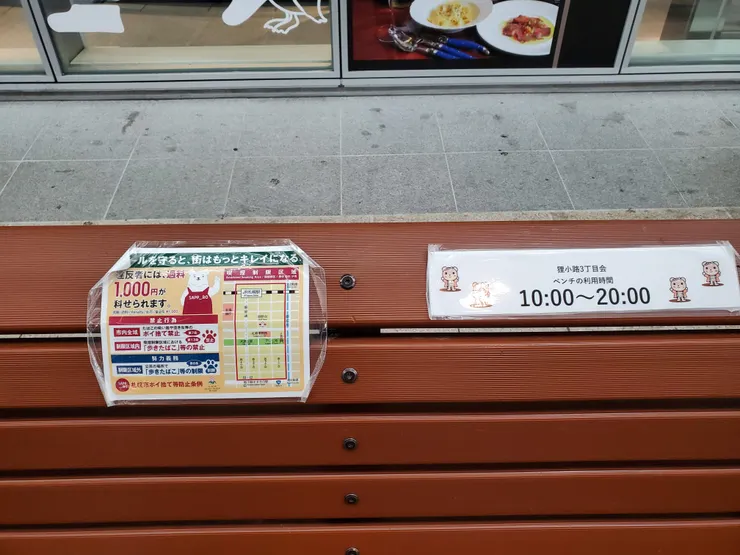 ルを守ると、街はもっとキレイになる
違反者には、過料
1,000円が
科せられます。
SAPP_RO
喫煙制限区域
禁止行為
市内全域
ポイ捨て禁止
制限区域内
「歩きたばこ」等の禁止
努力義務
制限区域外
「歩きたばこ」等の制限
札幌市ポイ捨て等防止条例
狸小路3丁目会
ベンチの利用時間
10:00～20:00